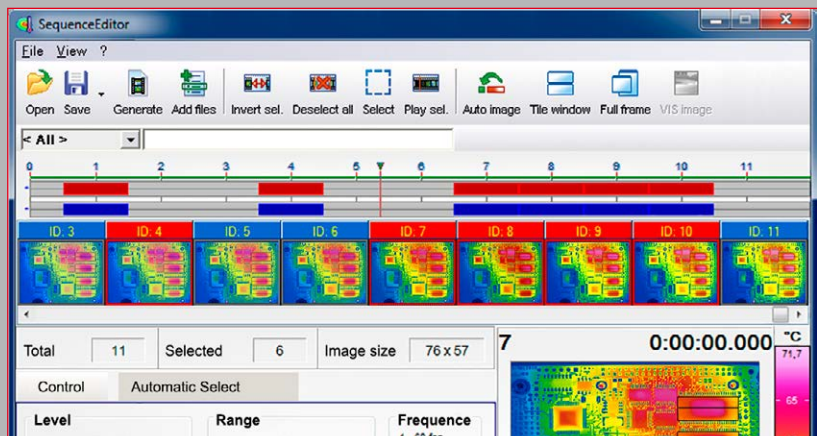 SequenceEditor
File View ?
Open Save Generate Add files Invert sel. Deselect all Select Play sel. Auto image Tile window Full frame VIS image
< All >
0 1 2 3 4 5 6 7 8 9 10 11
ID: 3 ID: 4 ID: 5 ID: 6 ID: 7 ID: 8 ID: 9 ID: 10 ID: 11
Total 11 Selected 6 Image size 76 x 57
7 0:00:00.000 °C
71,7
Control Automatic Select
65
Level Range Frequence